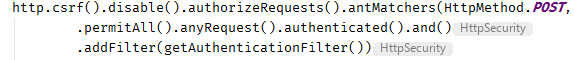 http.csrf().disable().authorizeRequests().antMatchers(HttpMethod.POST,
.permitAll().anyRequest().authenticated().and() HttpSecurity
.addFilter(getAuthenticationFilter()) HttpSecurity